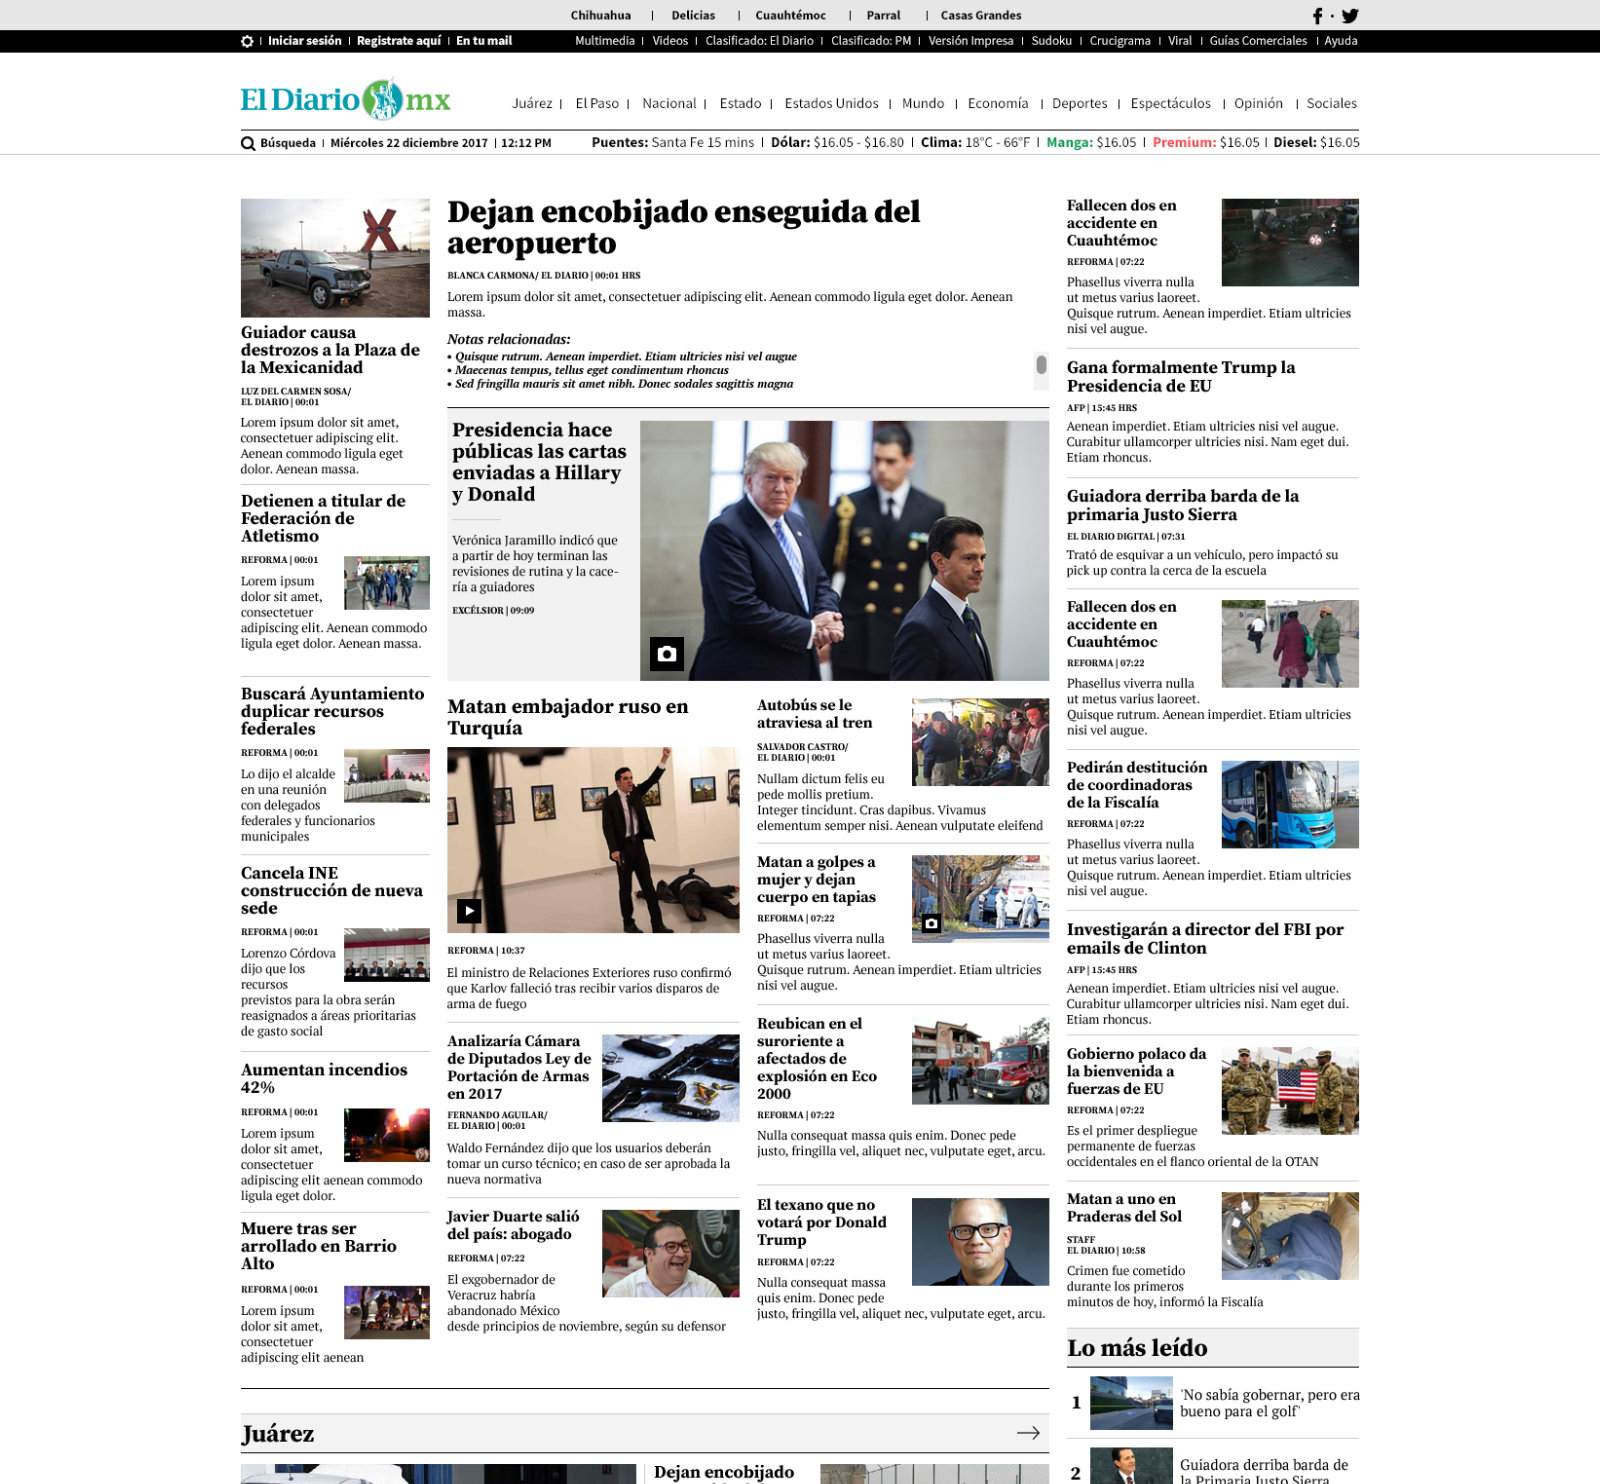 Chihuahua | Delicias | Cuauhtémoc | Parral | Casas Grandes
Iniciar sesión | Registrate aquí | En tu mail
Multimedia | Videos | Clasificado: El Diario | Clasificado: PM | Versión Impresa | Sudoku | Crucigrama | Viral | Guías Comerciales | Ayuda
El Diario mx
Juárez | El Paso | Nacional | Estado | Estados Unidos | Mundo | Economía | Deportes | Espectáculos | Opinión | Sociales
Búsqueda | Miércoles 22 diciembre 2017 | 12:12 PM
Puentes: Santa Fe 15 mins | Dólar: $16.05 - $16.80 | Clima: 18°C - 66°F | Manga: $16.05 | Premium: $16.05 | Diesel: $16.05
Guiador causa
destrozos a la Plaza de
la Mexicanidad
LUZ DEL CARMEN SOSA/
EL DIARIO | 00:01
Lorem ipsum dolor sit amet,
consectetuer adipiscing elit.
Aenean commodo ligula eget
dolor. Aenean massa.
Detienen a titular de
Federación de
Atletismo
REFORMA | 00:01
Lorem ipsum
dolor sit amet,
consectetuer
adipiscing elit. Aenean commodo
ligula eget dolor. Aenean massa.
Buscará Ayuntamiento
duplicar recursos
federales
REFORMA | 00:01
Lo dijo el alcalde
en una reunión
con delegados
federales y funcionarios
municipales
Cancela INE
construcción de nueva
sede
REFORMA | 00:01
Lorenzo Córdova
dijo que los
recursos
previstos para la obra serán
reasignados a áreas prioritarias
de gasto social
Aumentan incendios
42%
REFORMA | 00:01
Lorem ipsum
dolor sit amet,
consectetuer
adipiscing elit aenean commodo
ligula eget dolor.
Muere tras ser
arrollado en Barrio
Alto
REFORMA | 00:01
Lorem ipsum
dolor sit amet,
consectetuer
adipiscing elit aenean
Dejan encobijado enseguida del
aeropuerto
BLANCA CARMONA/ EL DIARIO | 00:01 HRS
Lorem ipsum dolor sit amet, consectetuer adipiscing elit. Aenean commodo ligula eget dolor. Aenean
massa.
Notas relacionadas:
• Quisque rutrum. Aenean imperdiet. Etiam ultricies nisi vel augue
• Maecenas tempus, tellus eget condimentum rhoncus
• Sed fringilla mauris sit amet nibh. Donec sodales sagittis magna
Presidencia hace
públicas las cartas
enviadas a Hillary
y Donald
Verónica Jaramillo indicó que
a partir de hoy terminan las
revisiones de rutina y la cace-
ría a guiadores
EXCÉLSIOR | 09:09
Matan embajador ruso en
Turquía
REFORMA | 10:37
El ministro de Relaciones Exteriores ruso confirmó
que Karlov falleció tras recibir varios disparos de
arma de fuego
Analizaría Cámara
de Diputados Ley de
Portación de Armas
en 2017
FERNANDO AGUILAR/
EL DIARIO | 00:01
Waldo Fernández dijo que los usuarios deberán
tomar un curso técnico; en caso de ser aprobada la
nueva normativa
Javier Duarte salió
del país: abogado
REFORMA | 07:22
El exgobernador de
Veracruz habría
abandonado México
desde principios de noviembre, según su defensor
Autobús se le
atraviesa al tren
SALVADOR CASTRO/
EL DIARIO | 00:01
Nullam dictum felis eu
pede mollis pretium.
Integer tincidunt. Cras dapibus. Vivamus
elementum semper nisi. Aenean vulputate eleifend
Matan a golpes a
mujer y dejan
cuerpo en tapias
REFORMA | 07:22
Phasellus viverra nulla
ut metus varius laoreet.
Quisque rutrum. Aenean imperdiet. Etiam ultricies
nisi vel augue.
Reubican en el
suroriente a
afectados de
explosión en Eco
2000
REFORMA | 07:22
Nulla consequat massa quis enim. Donec pede
justo, fringilla vel, aliquet nec, vulputate eget, arcu.
El texano que no
votará por Donald
Trump
REFORMA | 07:22
Nulla consequat massa
quis enim. Donec pede
justo, fringilla vel, aliquet nec, vulputate eget, arcu.
Fallecen dos en
accidente en
Cuauhtémoc
REFORMA | 07:22
Phasellus viverra nulla
ut metus varius laoreet.
Quisque rutrum. Aenean imperdiet. Etiam ultricies
nisi vel augue.
Gana formalmente Trump la
Presidencia de EU
AFP | 15:45 HRS
Aenean imperdiet. Etiam ultricies nisi vel augue.
Curabitur ullamcorper ultricies nisi. Nam eget dui.
Etiam rhoncus.
Guiadora derriba barda de la
primaria Justo Sierra
EL DIARIO DIGITAL | 07:31
Trató de esquivar a un vehículo, pero impactó su
pick up contra la cerca de la escuela
Fallecen dos en
accidente en
Cuauhtémoc
REFORMA | 07:22
Phasellus viverra nulla
ut metus varius laoreet.
Quisque rutrum. Aenean imperdiet. Etiam ultricies
nisi vel augue.
Pedirán destitución
de coordinadoras
de la Fiscalía
REFORMA | 07:22
Phasellus viverra nulla
ut metus varius laoreet.
Quisque rutrum. Aenean imperdiet. Etiam ultricies
nisi vel augue.
Investigarán a director del FBI por
emails de Clinton
AFP | 15:45 HRS
Aenean imperdiet. Etiam ultricies nisi vel augue.
Curabitur ullamcorper ultricies nisi. Nam eget dui.
Etiam rhoncus.
Gobierno polaco da
la bienvenida a
fuerzas de EU
REFORMA | 07:22
Es el primer despliegue
permanente de fuerzas
occidentales en el flanco oriental de la OTAN
Matan a uno en
Praderas del Sol
STAFF
EL DIARIO | 10:58
Crimen fue cometido
durante los primeros
minutos de hoy, informó la Fiscalía
Lo más leído
1 'No sabía gobernar, pero era
bueno para el golf'
2 Guiadora derriba barda de
la Primaria Justo Sierra
Juárez
Dejan encobijado